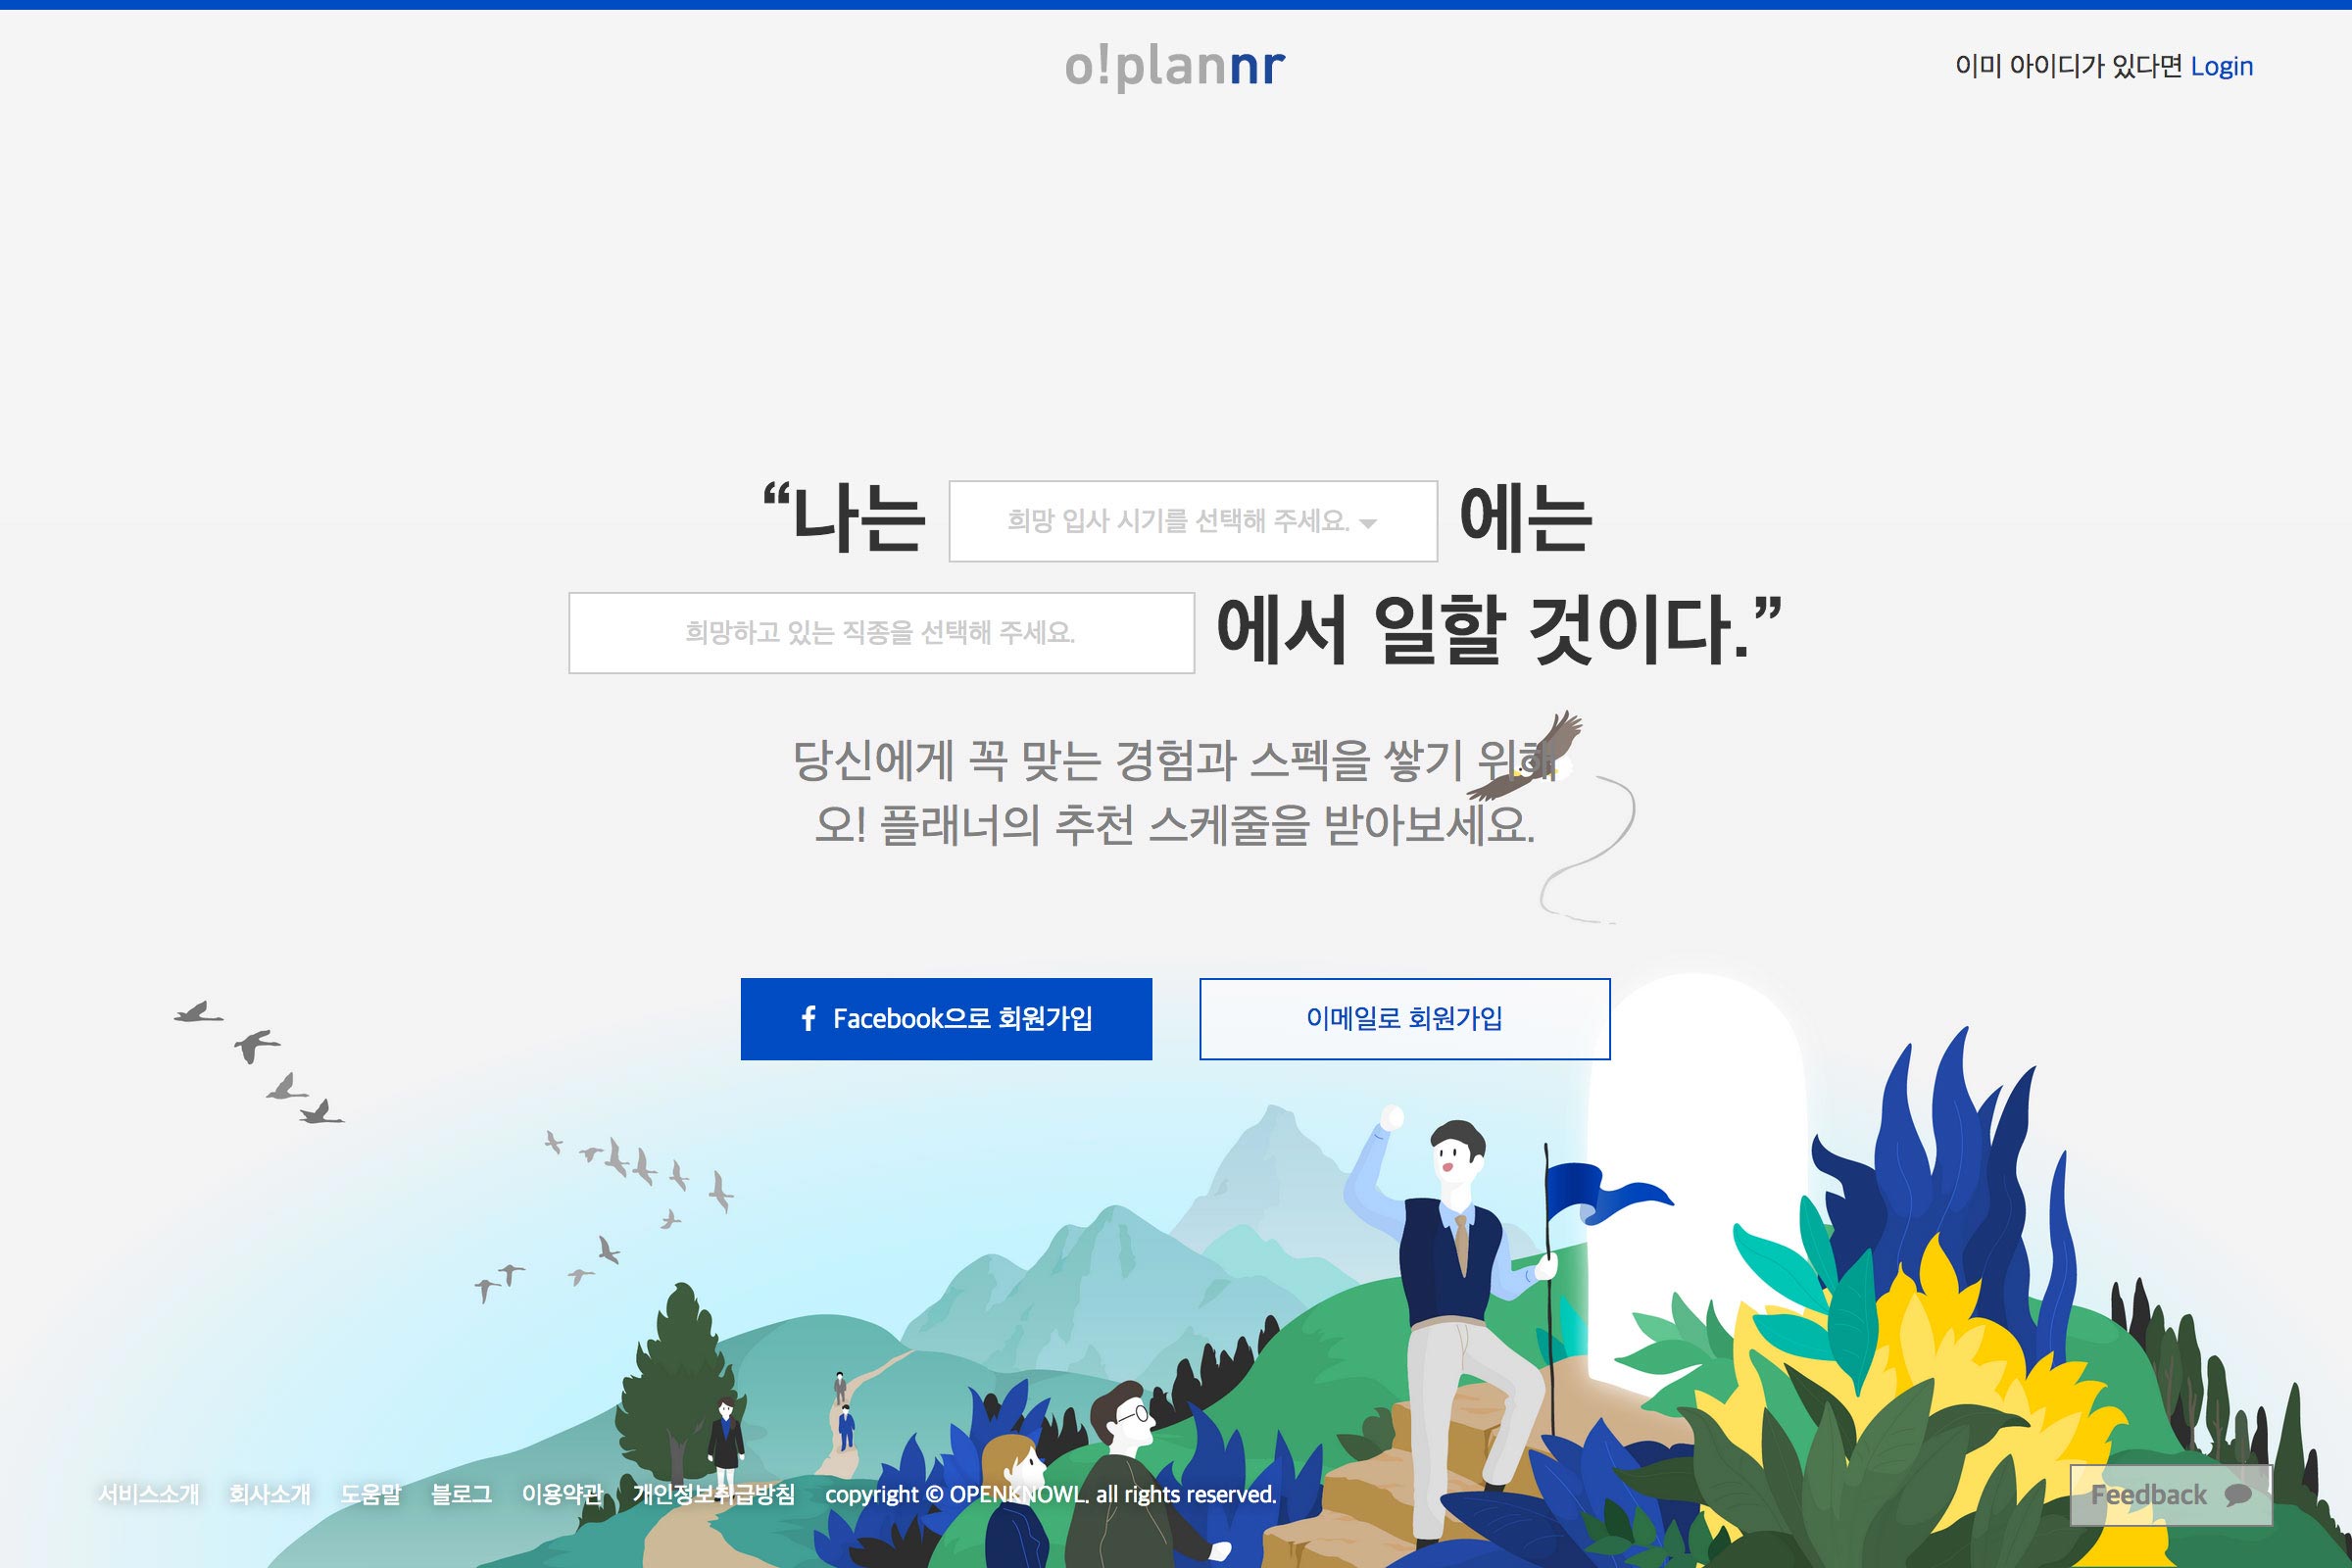 o!plannr
이미 아이디가 있다면 Login
“나는 희망 입사 시기를 선택해 주세요. 에는
희망하고 있는 직종을 선택해 주세요. 에서 일할 것이다.”
당신에게 꼭 맞는 경험과 스펙을 쌓기 위해
오! 플래너의 추천 스케줄을 받아보세요.
f Facebook으로 회원가입
이메일로 회원가입
서비스소개 회사소개 도움말 블로그 이용약관 개인정보취급방침 copyright © OPENKNOWL. all rights reserved.
Feedback